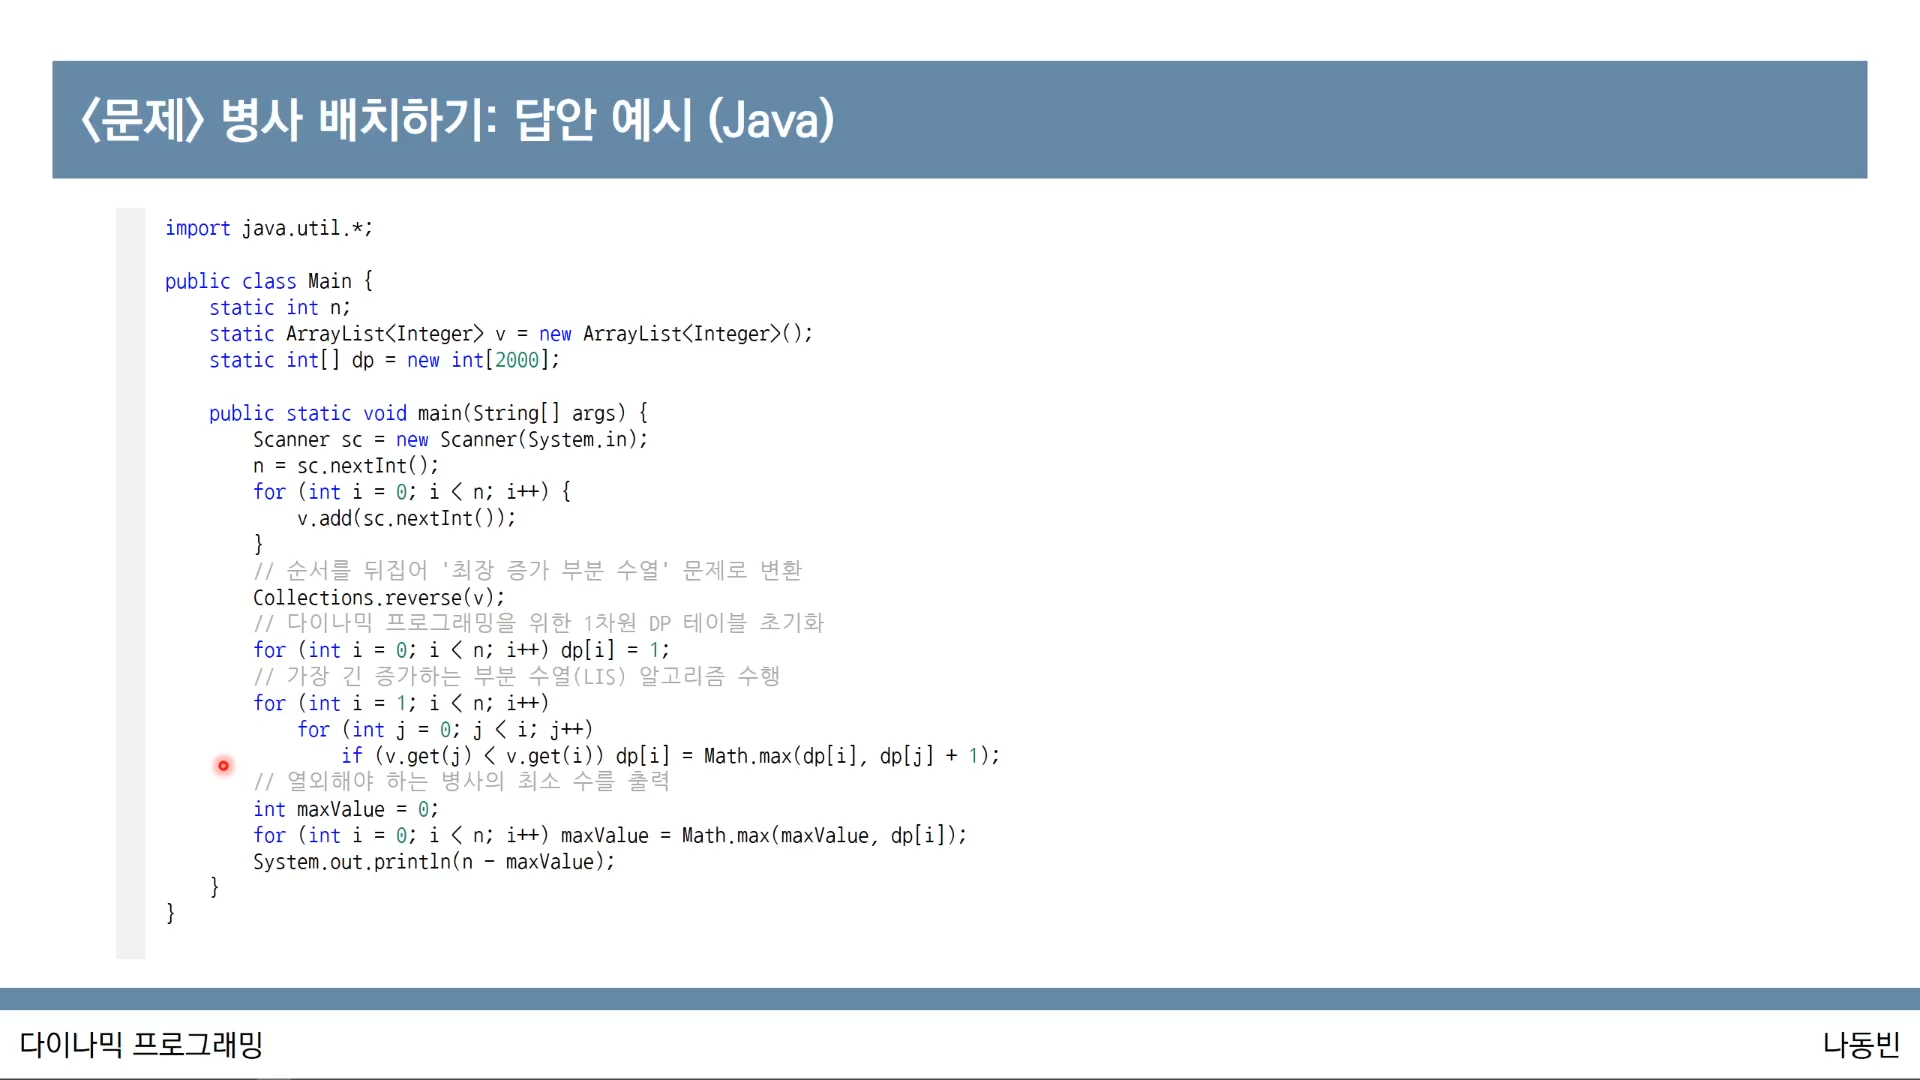 <문제> 병사 배치하기: 답안 예시 (Java)
import java.util.*;
public class Main {
    static int n;
    static ArrayList<Integer> v = new ArrayList<Integer>();
    static int[] dp = new int[2000];
    public static void main(String[] args) {
        Scanner sc = new Scanner(System.in);
        n = sc.nextInt();
        for (int i = 0; i < n; i++) {
            v.add(sc.nextInt());
        }
        // 순서를 뒤집어 '최장 증가 부분 수열' 문제로 변환
        Collections.reverse(v);
        // 다이나믹 프로그래밍을 위한 1차원 DP 테이블 초기화
        for (int i = 0; i < n; i++) dp[i] = 1;
        // 가장 긴 증가하는 부분 수열(LIS) 알고리즘 수행
        for (int i = 1; i < n; i++)
            for (int j = 0; j < i; j++)
                if (v.get(j) < v.get(i)) dp[i] = Math.max(dp[i], dp[j] + 1);
        // 열외해야 하는 병사의 최소 수를 출력
        int maxValue = 0;
        for (int i = 0; i < n; i++) maxValue = Math.max(maxValue, dp[i]);
        System.out.println(n - maxValue);
    }
}
다이나믹 프로그래밍
나동빈